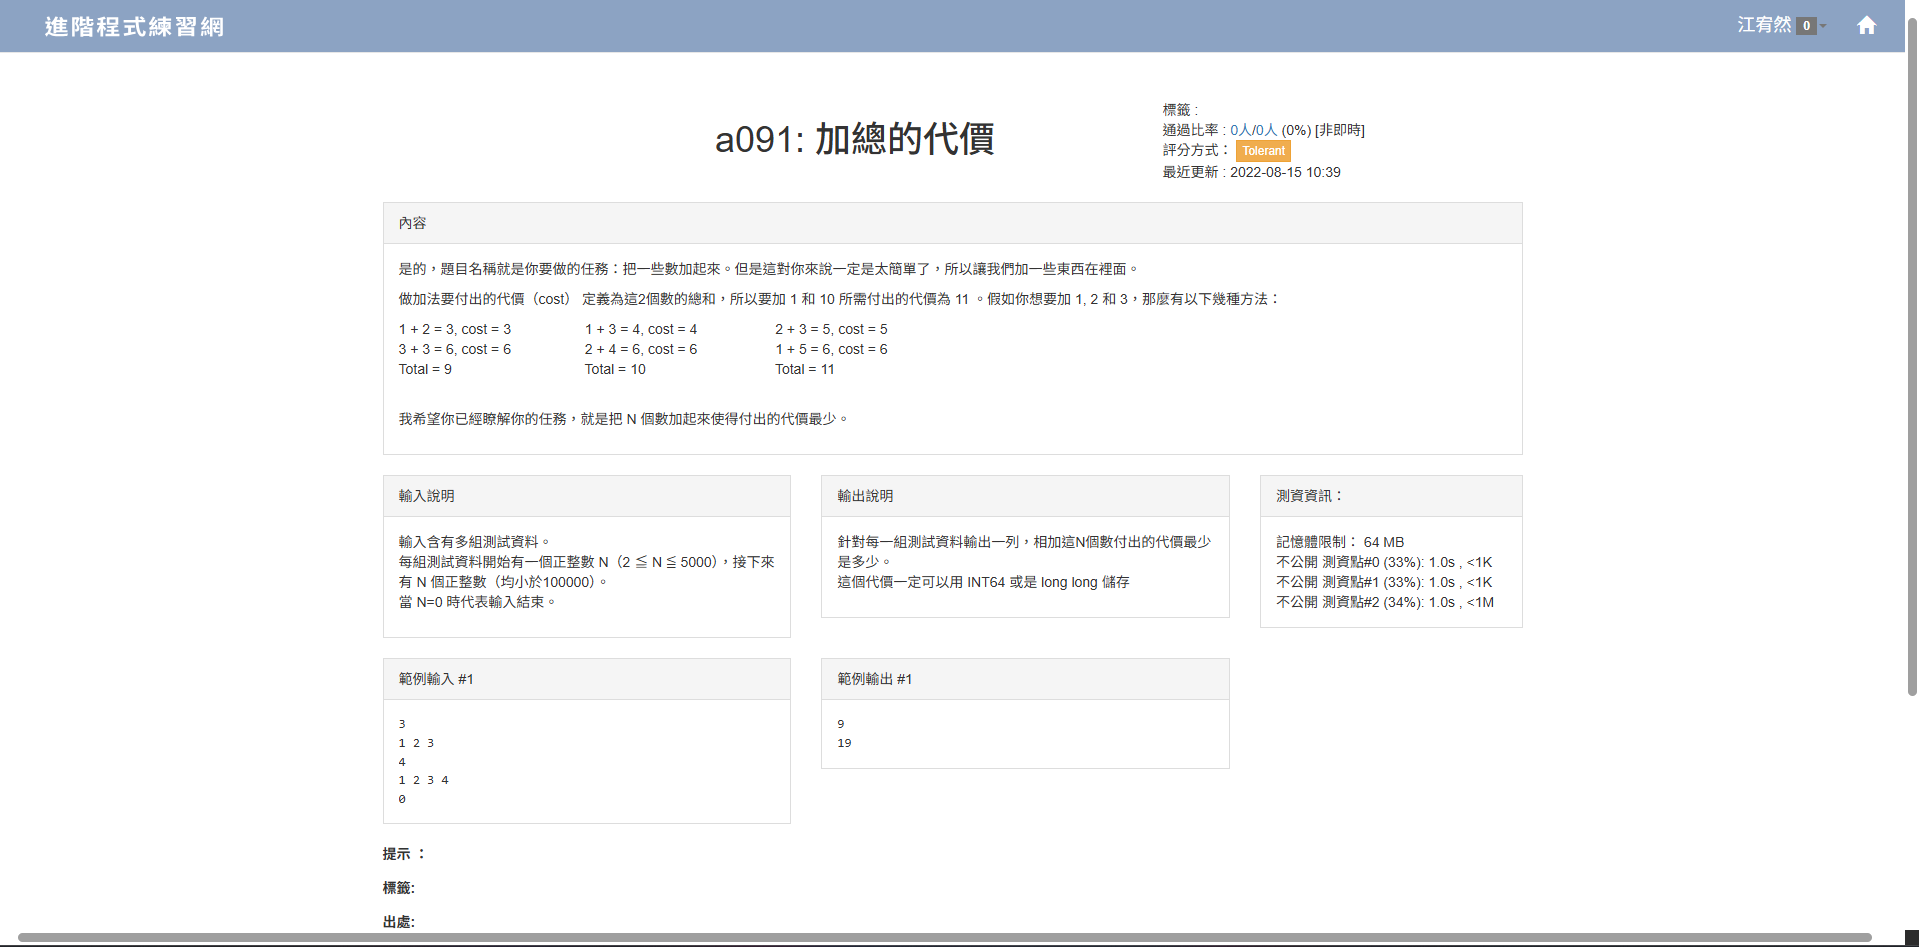 進階程式練習網
江宥然 0
a091: 加總的代價
標籤 :
通過比率 : 0人/0人 (0%) [非即時]
評分方式： Tolerant
最近更新 : 2022-08-15 10:39
內容
是的，題目名稱就是你要做的任務：把一些數加起來。但是這對你來說一定是太簡單了，所以讓我們加一些東西在裡面。
做加法要付出的代價（cost） 定義為這2個數的總和，所以要加 1 和 10 所需付出的代價為 11 。假如你想要加 1, 2 和 3，那麼有以下幾種方法：
1 + 2 = 3, cost = 3 1 + 3 = 4, cost = 4 2 + 3 = 5, cost = 5
3 + 3 = 6, cost = 6 2 + 4 = 6, cost = 6 1 + 5 = 6, cost = 6
Total = 9 Total = 10 Total = 11
我希望你已經瞭解你的任務，就是把 N 個數加起來使得付出的代價最少。
輸入說明
輸入含有多組測試資料。
每組測試資料開始有一個正整數 N（2 ≦ N ≦ 5000），接下來
有 N 個正整數（均小於100000）。
當 N=0 時代表輸入結束。
輸出說明
針對每一組測試資料輸出一列，相加這N個數付出的代價最少
是多少。
這個代價一定可以用 INT64 或是 long long 儲存
測資資訊：
記憶體限制： 64 MB
不公開 測資點#0 (33%): 1.0s , <1K
不公開 測資點#1 (33%): 1.0s , <1K
不公開 測資點#2 (34%): 1.0s , <1M
範例輸入 #1
3
1 2 3
4
1 2 3 4
0
範例輸出 #1
9
19
提示 ：
標籤:
出處: